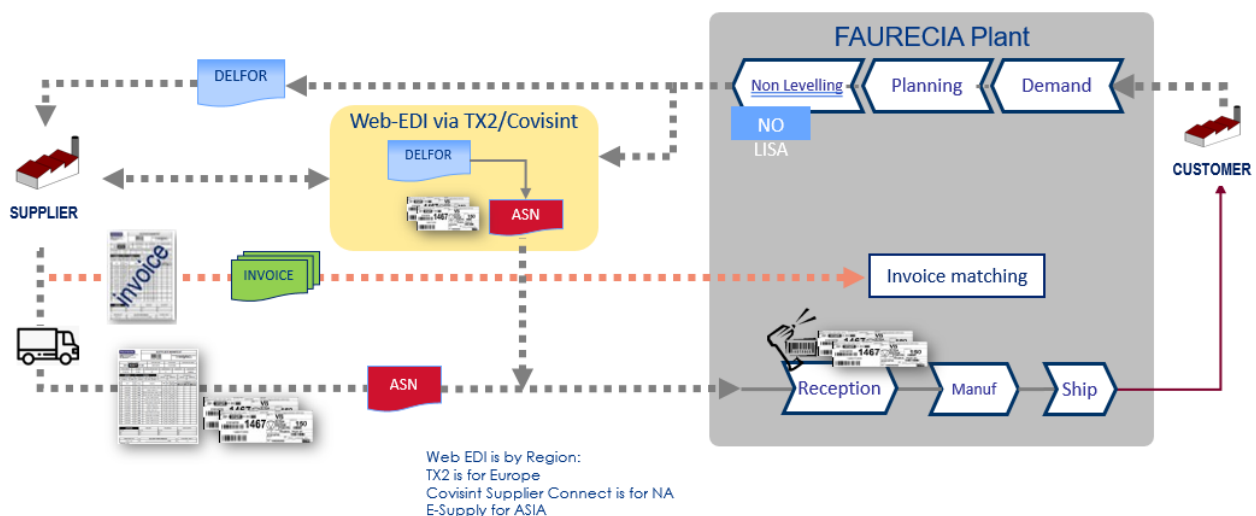 FAURECIA Plant
DELFOR
Non Levelling
Planning
Demand
NO
LISA
Web-EDI via TX2/Covisint
DELFOR
ASN
1467
SUPPLIER
CUSTOMER
invoice
INVOICE
Invoice matching
1467
Reception
Manuf
Ship
ASN
1467
Web EDI is by Region:
TX2 is for Europe
Covisint Supplier Connect is for NA
E-Supply for ASIA